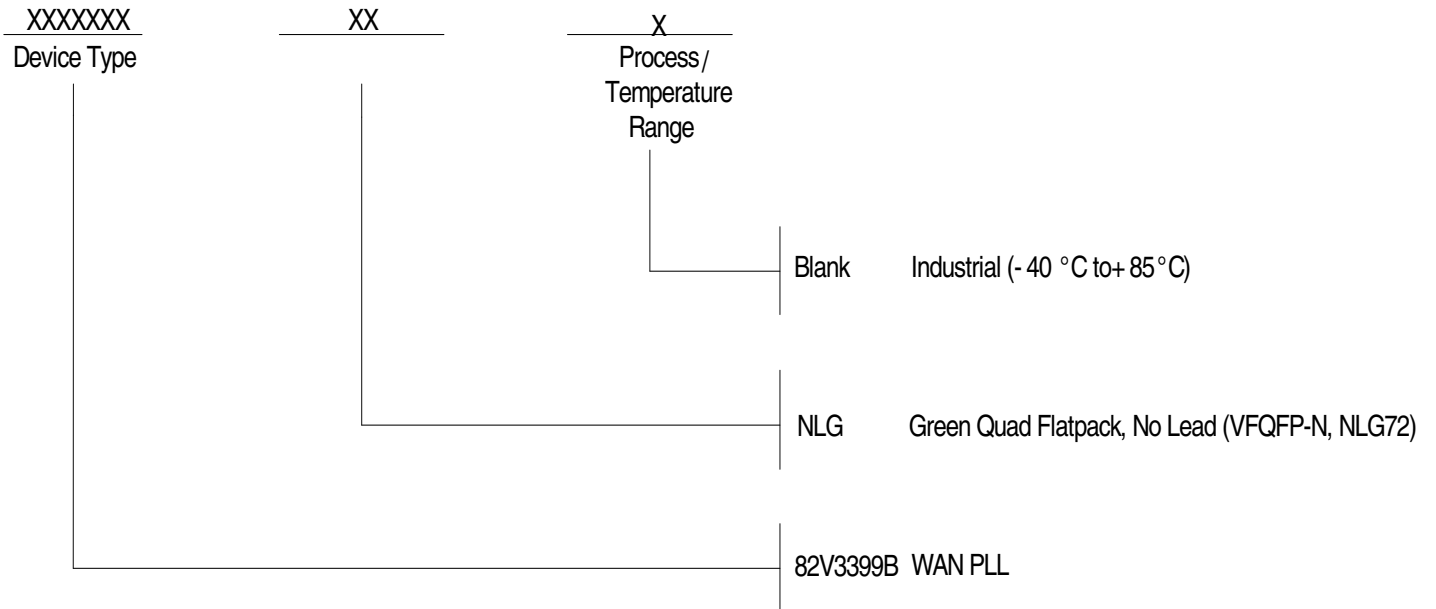 XXXXXXX XX X
Device Type Process/
Temperature
Range
Blank Industrial (- 40 °C to+ 85°C)
NLG Green Quad Flatpack, No Lead (VFQFP-N, NLG72)
82V3399B WAN PLL